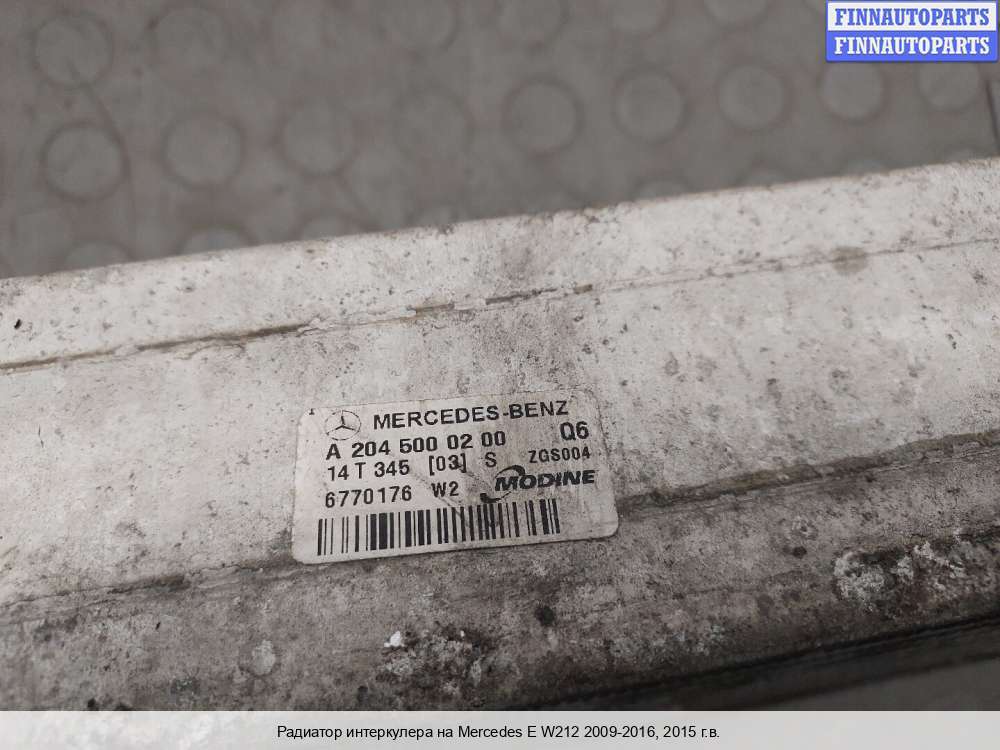 FINNAUTOPARTS
FINNAUTOPARTS
MERCEDES-BENZ
A 204 500 02 00 Q6
14 T 345 [03] S ZGS004
6770176 W2 MODINE
Радиатор интеркулера на Mercedes E W212 2009-2016, 2015 г.в.